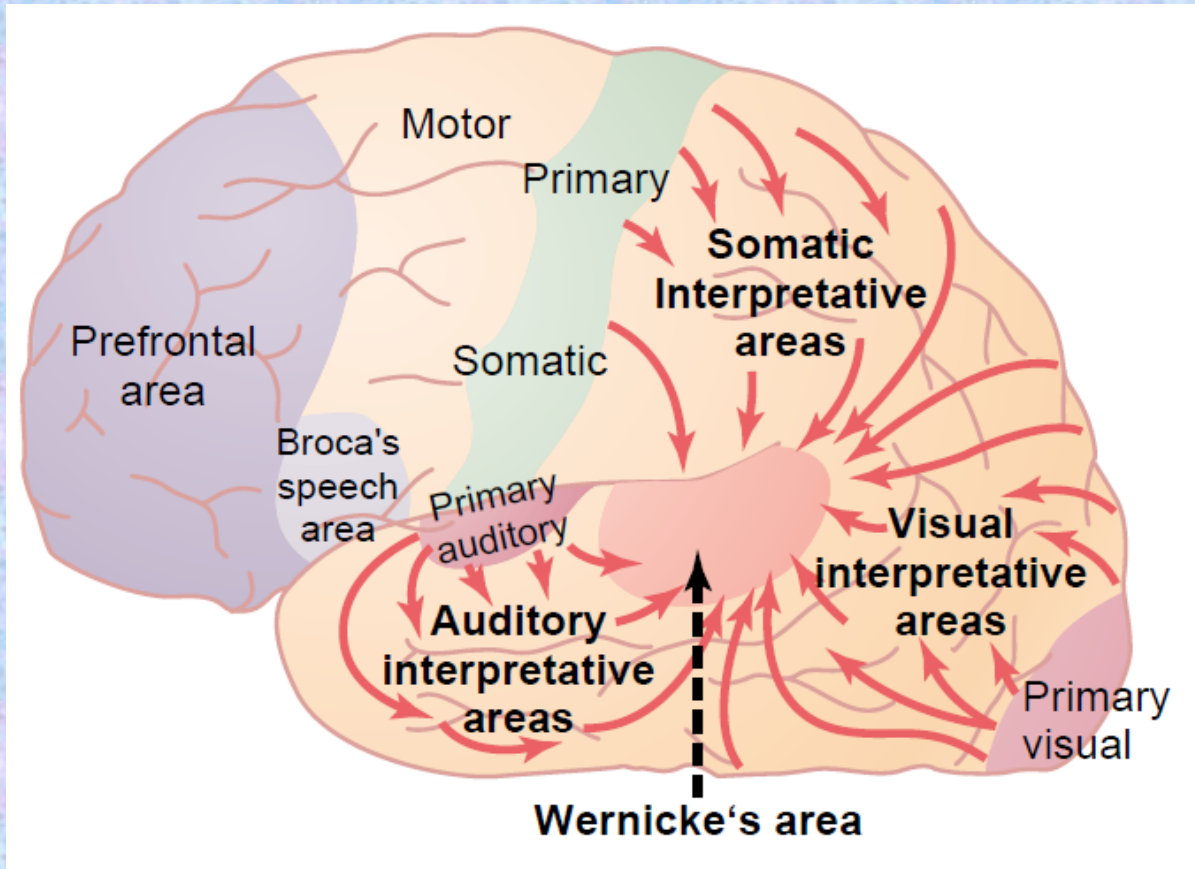 Motor
Primary
Somatic
Interpretative
areas
Prefrontal
area
Somatic
Broca's
speech
area
Primary
auditory
Visual
interpretative
areas
Auditory
interpretative
areas
Primary
visual
Wernicke‘s area